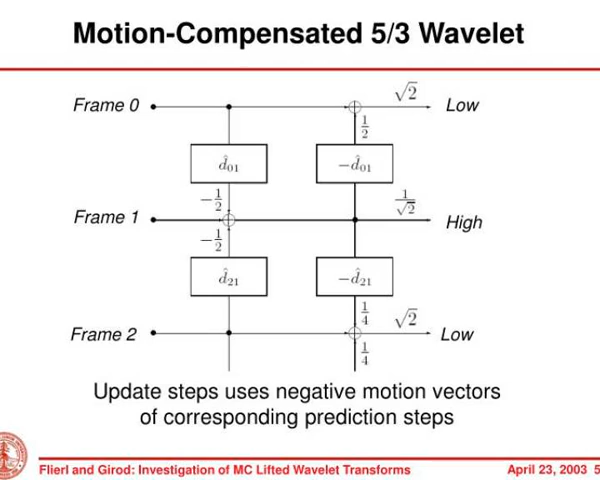 Motion-Compensated 5/3 Wavelet
Frame 0
√2
Low
1/2
d̂₀₁
−d̂₀₁
−1/2
1/√2
Frame 1
High
−1/2
d̂₂₁
−d̂₂₁
1/4
√2
Frame 2
Low
1/4
Update steps uses negative motion vectors
of corresponding prediction steps
Flierl and Girod: Investigation of MC Lifted Wavelet Transforms April 23, 2003 5